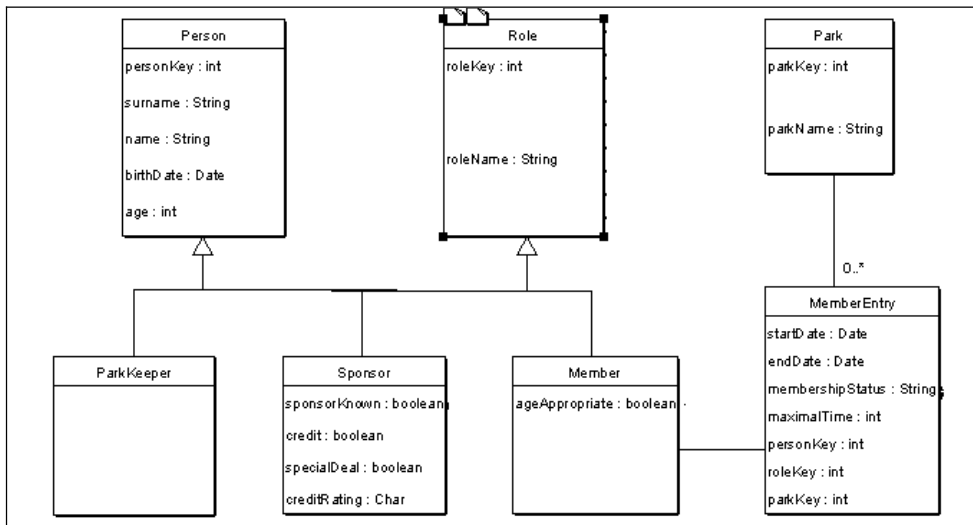 Person
personKey : int
surname : String
name : String
birthDate : Date
age : int
Role
roleKey : int
roleName : String
Park
parkKey : int
parkName : String
0..*
ParkKeeper
Sponsor
sponsorKnown : boolean
credit : boolean
specialDeal : boolean
creditRating : Char
Member
ageAppropriate : boolean
MemberEntry
startDate : Date
endDate : Date
membershipStatus : String
maximalTime : int
personKey : int
roleKey : int
parkKey : int